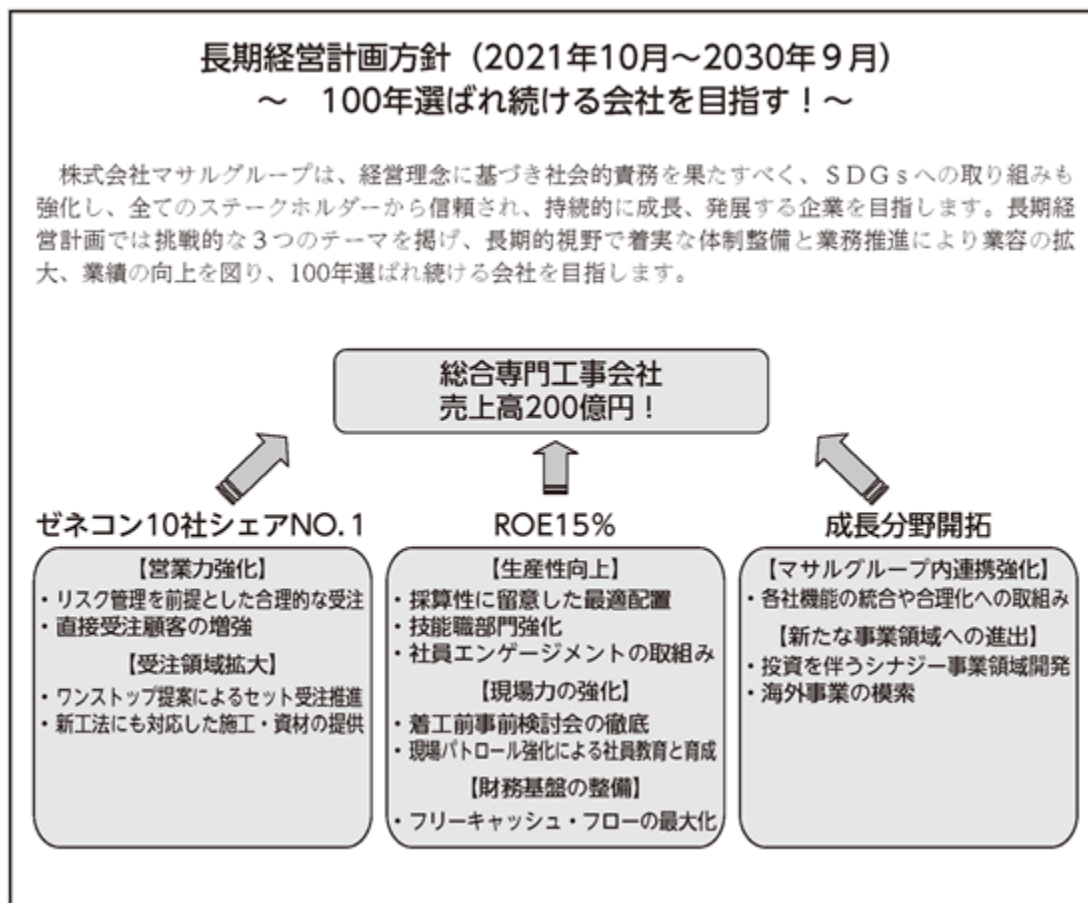 長期経営計画方針（2021年10月～2030年９月）
～　100年選ばれ続ける会社を目指す！～
株式会社マサルグループは、経営理念に基づき社会的責務を果たすべく、ＳＤＧｓへの取り組みも
強化し、全てのステークホルダーから信頼され、持続的に成長、発展する企業を目指します。長期経
営計画では挑戦的な３つのテーマを掲げ、長期的視野で着実な体制整備と業務推進により業容の拡
大、業績の向上を図り、100年選ばれ続ける会社を目指します。
総合専門工事会社
売上高200億円！
ゼネコン10社シェアNO.1
【営業力強化】
・リスク管理を前提とした合理的な受注
・直接受注顧客の増強
【受注領域拡大】
・ワンストップ提案によるセット受注推進
・新工法にも対応した施工・資材の提供
ROE15%
【生産性向上】
・採算性に留意した最適配置
・技能職部門強化
・社員エンゲージメントの取組み
【現場力の強化】
・着工前事前検討会の徹底
・現場パトロール強化による社員教育と育成
【財務基盤の整備】
・フリーキャッシュ・フローの最大化
成長分野開拓
【マサルグループ内連携強化】
・各社機能の統合や合理化への取組み
【新たな事業領域への進出】
・投資を伴うシナジー事業領域開発
・海外事業の模索